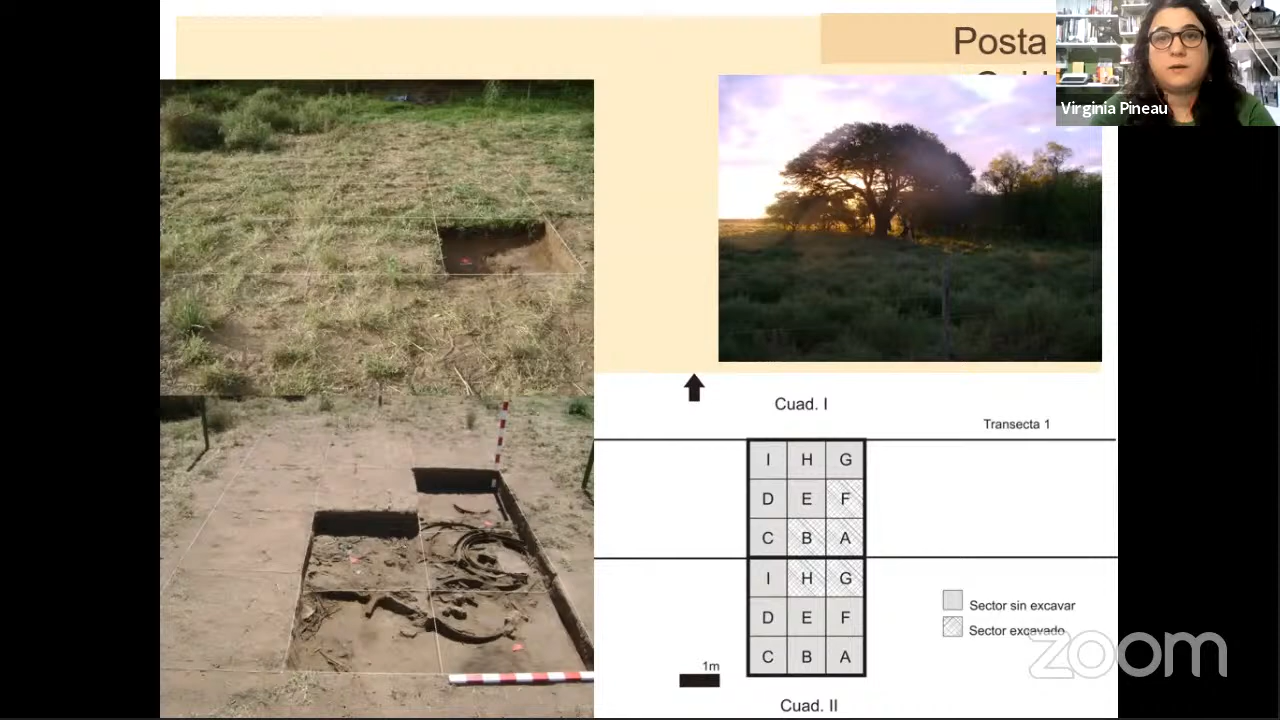 Posta
Virginia Pineau
Cuad. I
Transecta 1
I H G
D E F
C B A
I H G
D E F
C B A
Sector sin excavar
Sector excavado
zoom
1m
Cuad. II